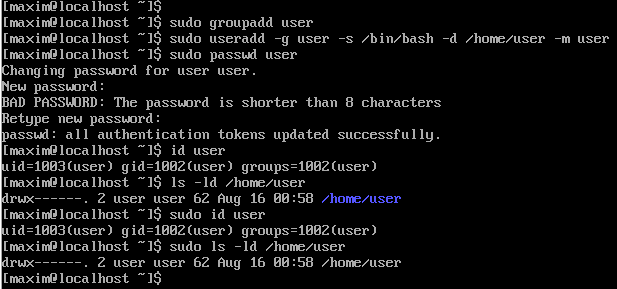 [maxim@localhost ~]$
[maxim@localhost ~]$ sudo groupadd user
[maxim@localhost ~]$ sudo useradd -g user -s /bin/bash -d /home/user -m user
[maxim@localhost ~]$ sudo passwd user
Changing password for user user.
New password:
BAD PASSWORD: The password is shorter than 8 characters
Retype new password:
passwd: all authentication tokens updated successfully.
[maxim@localhost ~]$ id user
uid=1003(user) gid=1002(user) groups=1002(user)
[maxim@localhost ~]$ ls -ld /home/user
drwx------. 2 user user 62 Aug 16 00:58 /home/user
[maxim@localhost ~]$ sudo id user
uid=1003(user) gid=1002(user) groups=1002(user)
[maxim@localhost ~]$ sudo ls -ld /home/user
drwx------. 2 user user 62 Aug 16 00:58 /home/user
[maxim@localhost ~]$